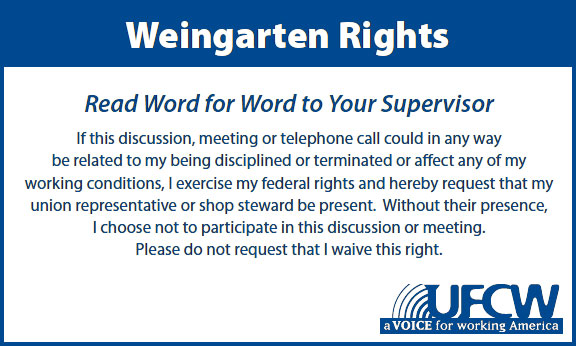 Weingarten Rights
Read Word for Word to Your Supervisor
If this discussion, meeting or telephone call could in any way
be related to my being disciplined or terminated or affect any of my
working conditions, I exercise my federal rights and hereby request that my
union representative or shop steward be present.  Without their presence,
I choose not to participate in this discussion or meeting.
Please do not request that I waive this right.
UFCW
a VOICE for working America